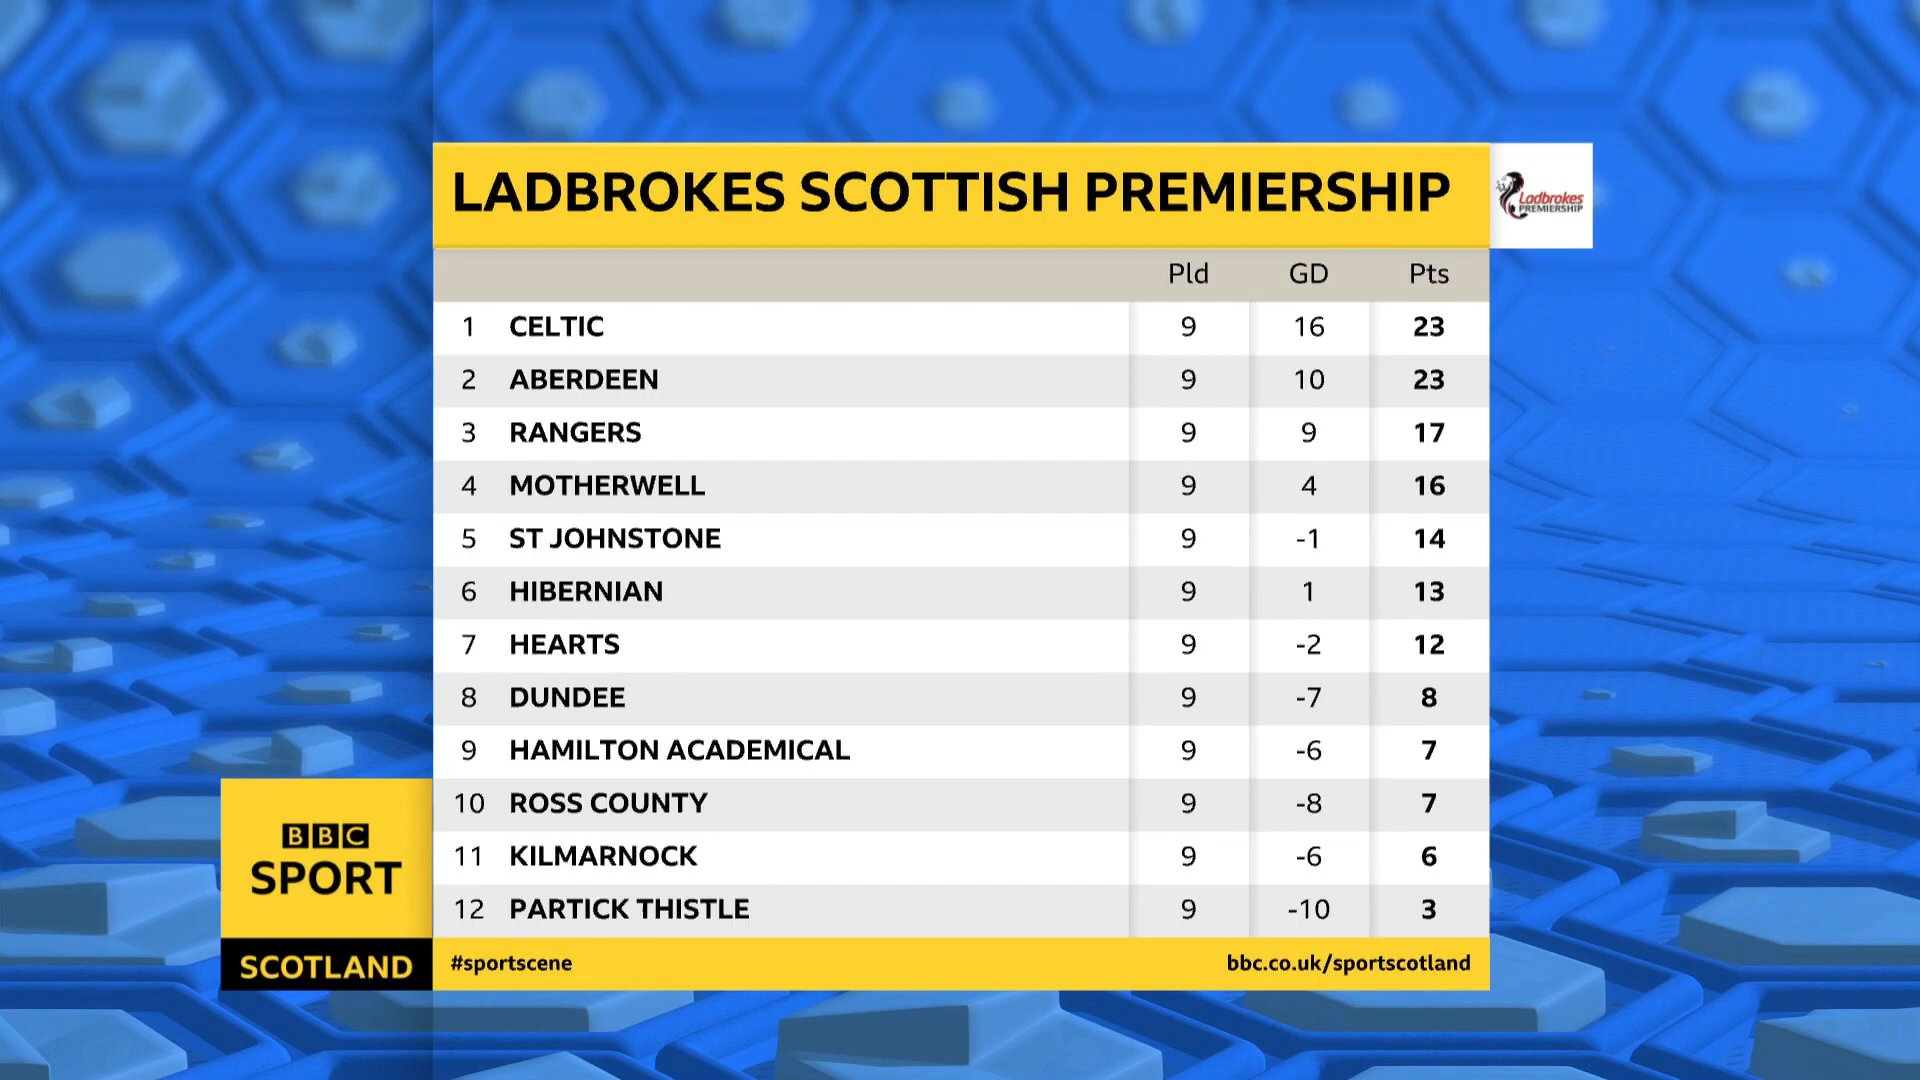 LADBROKES SCOTTISH PREMIERSHIP
Ladbrokes
PREMIERSHIP
Pld GD Pts
1 CELTIC 9 16 23
2 ABERDEEN 9 10 23
3 RANGERS 9 9 17
4 MOTHERWELL 9 4 16
5 ST JOHNSTONE 9 -1 14
6 HIBERNIAN 9 1 13
7 HEARTS 9 -2 12
8 DUNDEE 9 -7 8
9 HAMILTON ACADEMICAL 9 -6 7
10 ROSS COUNTY 9 -8 7
11 KILMARNOCK 9 -6 6
12 PARTICK THISTLE 9 -10 3
BBC
SPORT
SCOTLAND
#sportscene bbc.co.uk/sportscotland